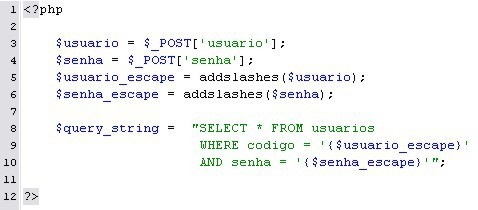 1 <?php
2
3 $usuario = $_POST['usuario'];
4 $senha = $_POST['senha'];
5 $usuario_escape = addslashes($usuario);
6 $senha_escape = addslashes($senha);
7
8 $query_string = "SELECT * FROM usuarios
9 WHERE codigo = '{$usuario_escape}'
10 AND senha = '{$senha_escape}'";
11
12 ?>